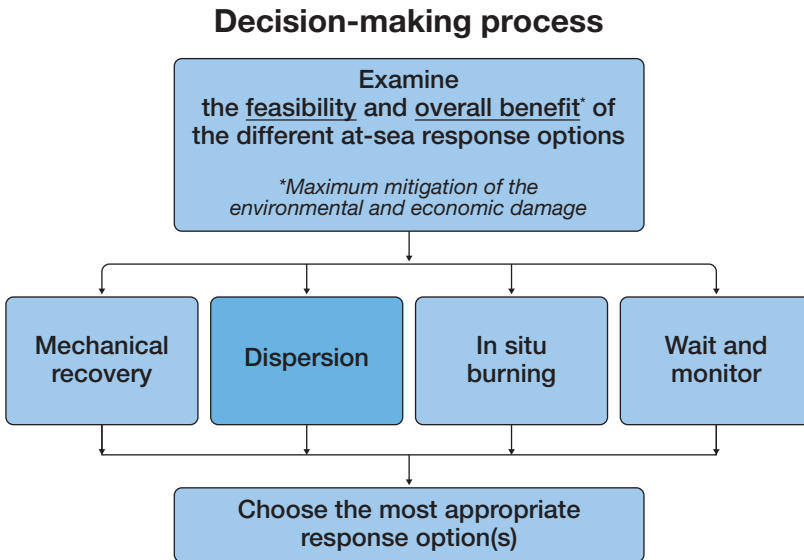 Decision-making process
Examine
the feasibility and overall benefit* of
the different at-sea response options
*Maximum mitigation of the
environmental and economic damage
Mechanical
recovery
Dispersion
In situ
burning
Wait and
monitor
Choose the most appropriate
response option(s)